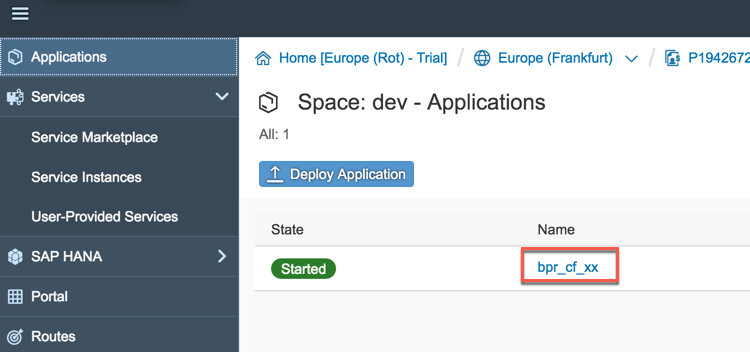 Applications
Home [Europe (Rot) - Trial] / Europe (Frankfurt) / P1942672
Services
Space: dev - Applications
All: 1
Service Marketplace
Deploy Application
Service Instances
User-Provided Services
State Name
SAP HANA
Started bpr_cf_xx
Portal
Routes